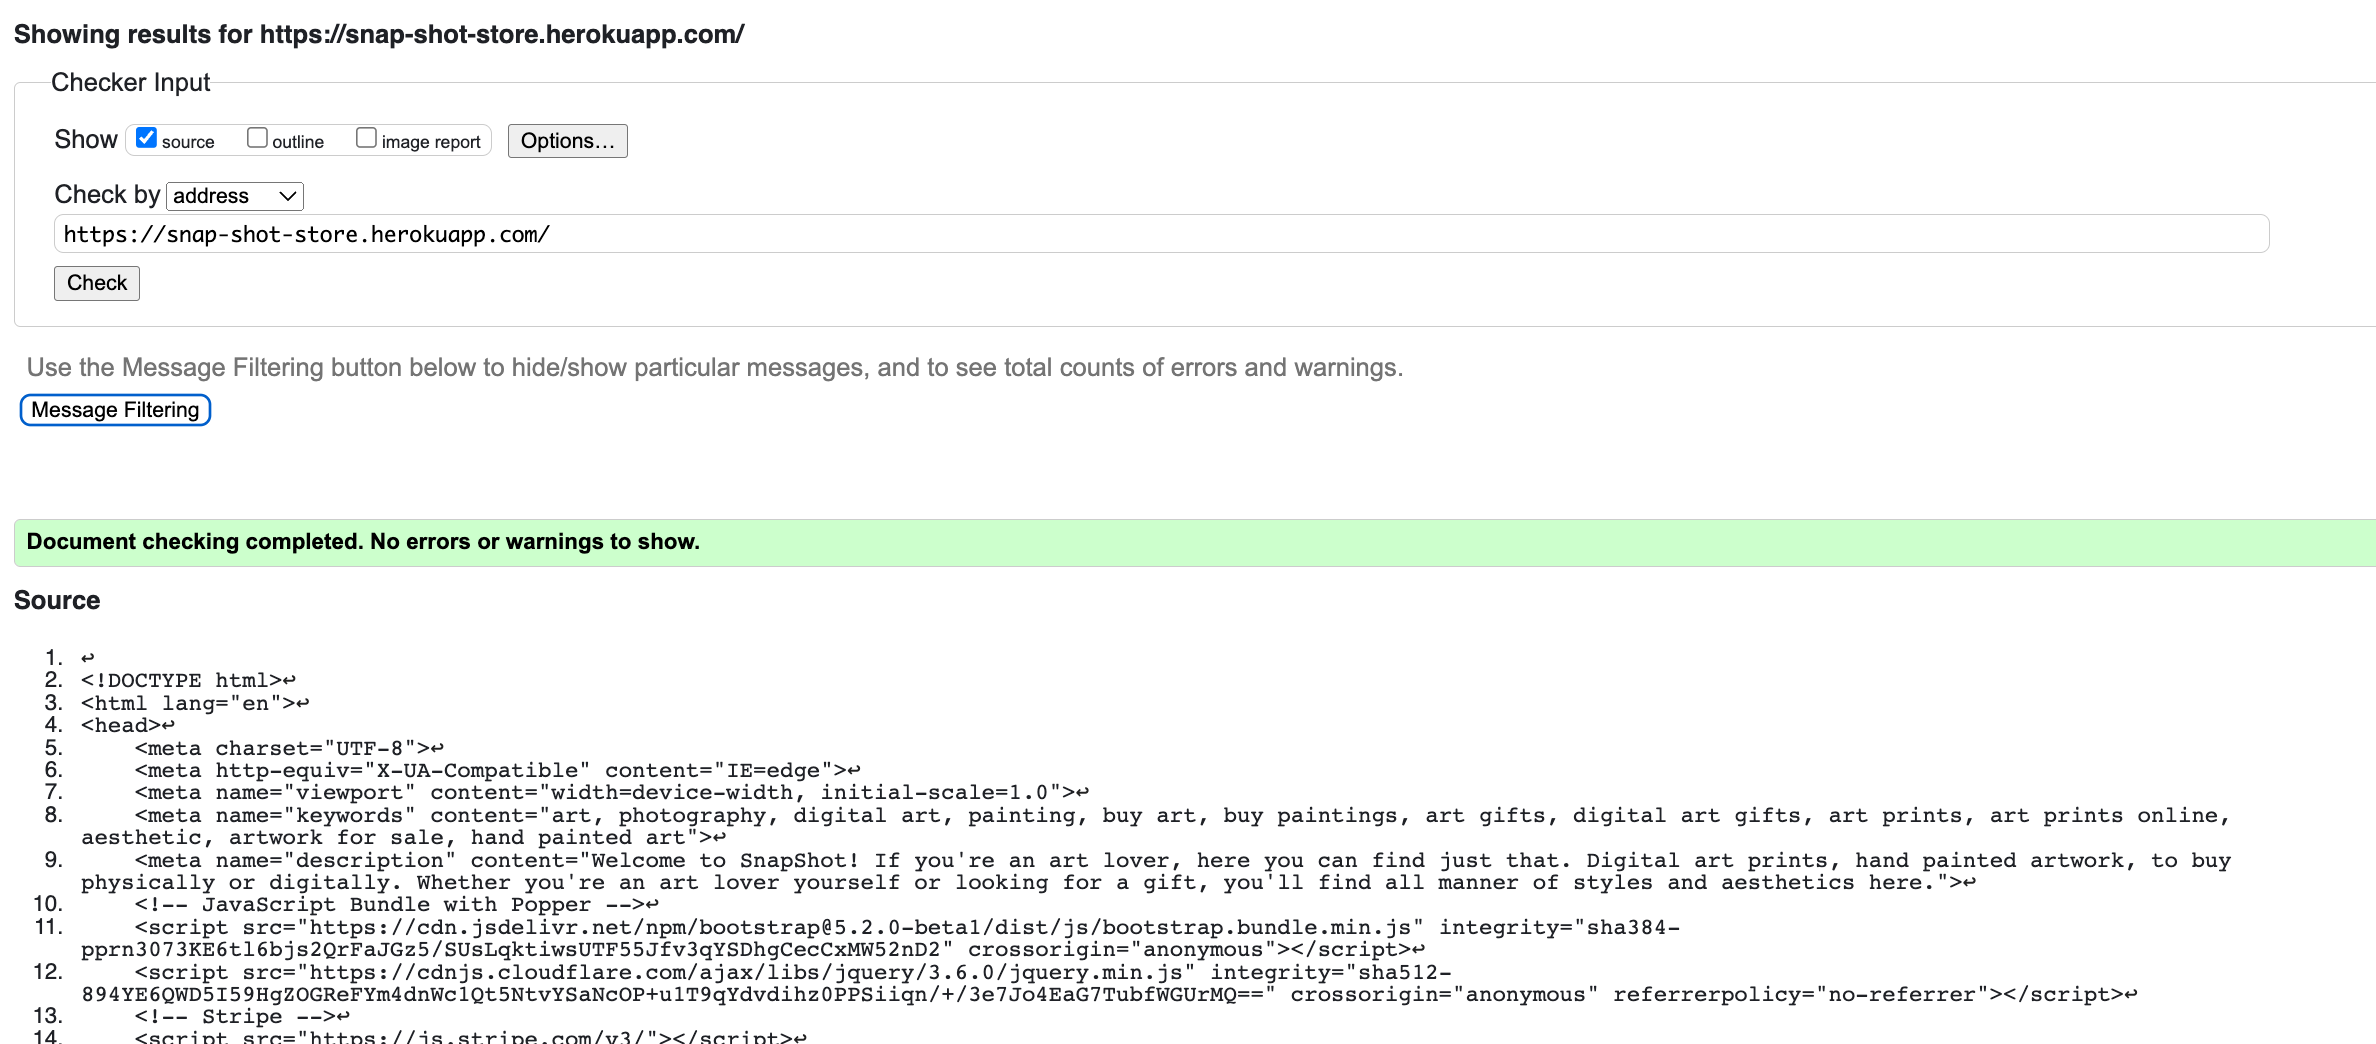 Showing results for https://snap-shot-store.herokuapp.com/
Checker Input
Show source outline image report Options...
Check by address
https://snap-shot-store.herokuapp.com/
Check
Use the Message Filtering button below to hide/show particular messages, and to see total counts of errors and warnings.
Message Filtering
Document checking completed. No errors or warnings to show.
Source
1. ↩
2. <!DOCTYPE html>↩
3. <html lang="en">↩
4. <head>↩
5. <meta charset="UTF-8">↩
6. <meta http-equiv="X-UA-Compatible" content="IE=edge">↩
7. <meta name="viewport" content="width=device-width, initial-scale=1.0">↩
8. <meta name="keywords" content="art, photography, digital art, painting, buy art, buy paintings, art gifts, digital art gifts, art prints, art prints online,
aesthetic, artwork for sale, hand painted art">↩
9. <meta name="description" content="Welcome to SnapShot! If you're an art lover, here you can find just that. Digital art prints, hand painted artwork, to buy
physically or digitally. Whether you're an art lover yourself or looking for a gift, you'll find all manner of styles and aesthetics here.">↩
10. <!-- JavaScript Bundle with Popper -->↩
11. <script src="https://cdn.jsdelivr.net/npm/bootstrap@5.2.0-beta1/dist/js/bootstrap.bundle.min.js" integrity="sha384-
pprn3073KE6tl6bjs2QrFaJGz5/SUsLqktiwsUTF55Jfv3qYSDhgCecCxMW52nD2" crossorigin="anonymous"></script>↩
12. <script src="https://cdnjs.cloudflare.com/ajax/libs/jquery/3.6.0/jquery.min.js" integrity="sha512-
894YE6QWD5I59HgZOGReFYm4dnWc1Qt5NtvYSaNcOP+u1T9qYdvdihz0PPSiiqn/+/3e7Jo4EaG7TubfWGUrMQ==" crossorigin="anonymous" referrerpolicy="no-referrer"></script>↩
13. <!-- Stripe -->↩
14. <script src="https://js.stripe.com/v3/"></script>↩